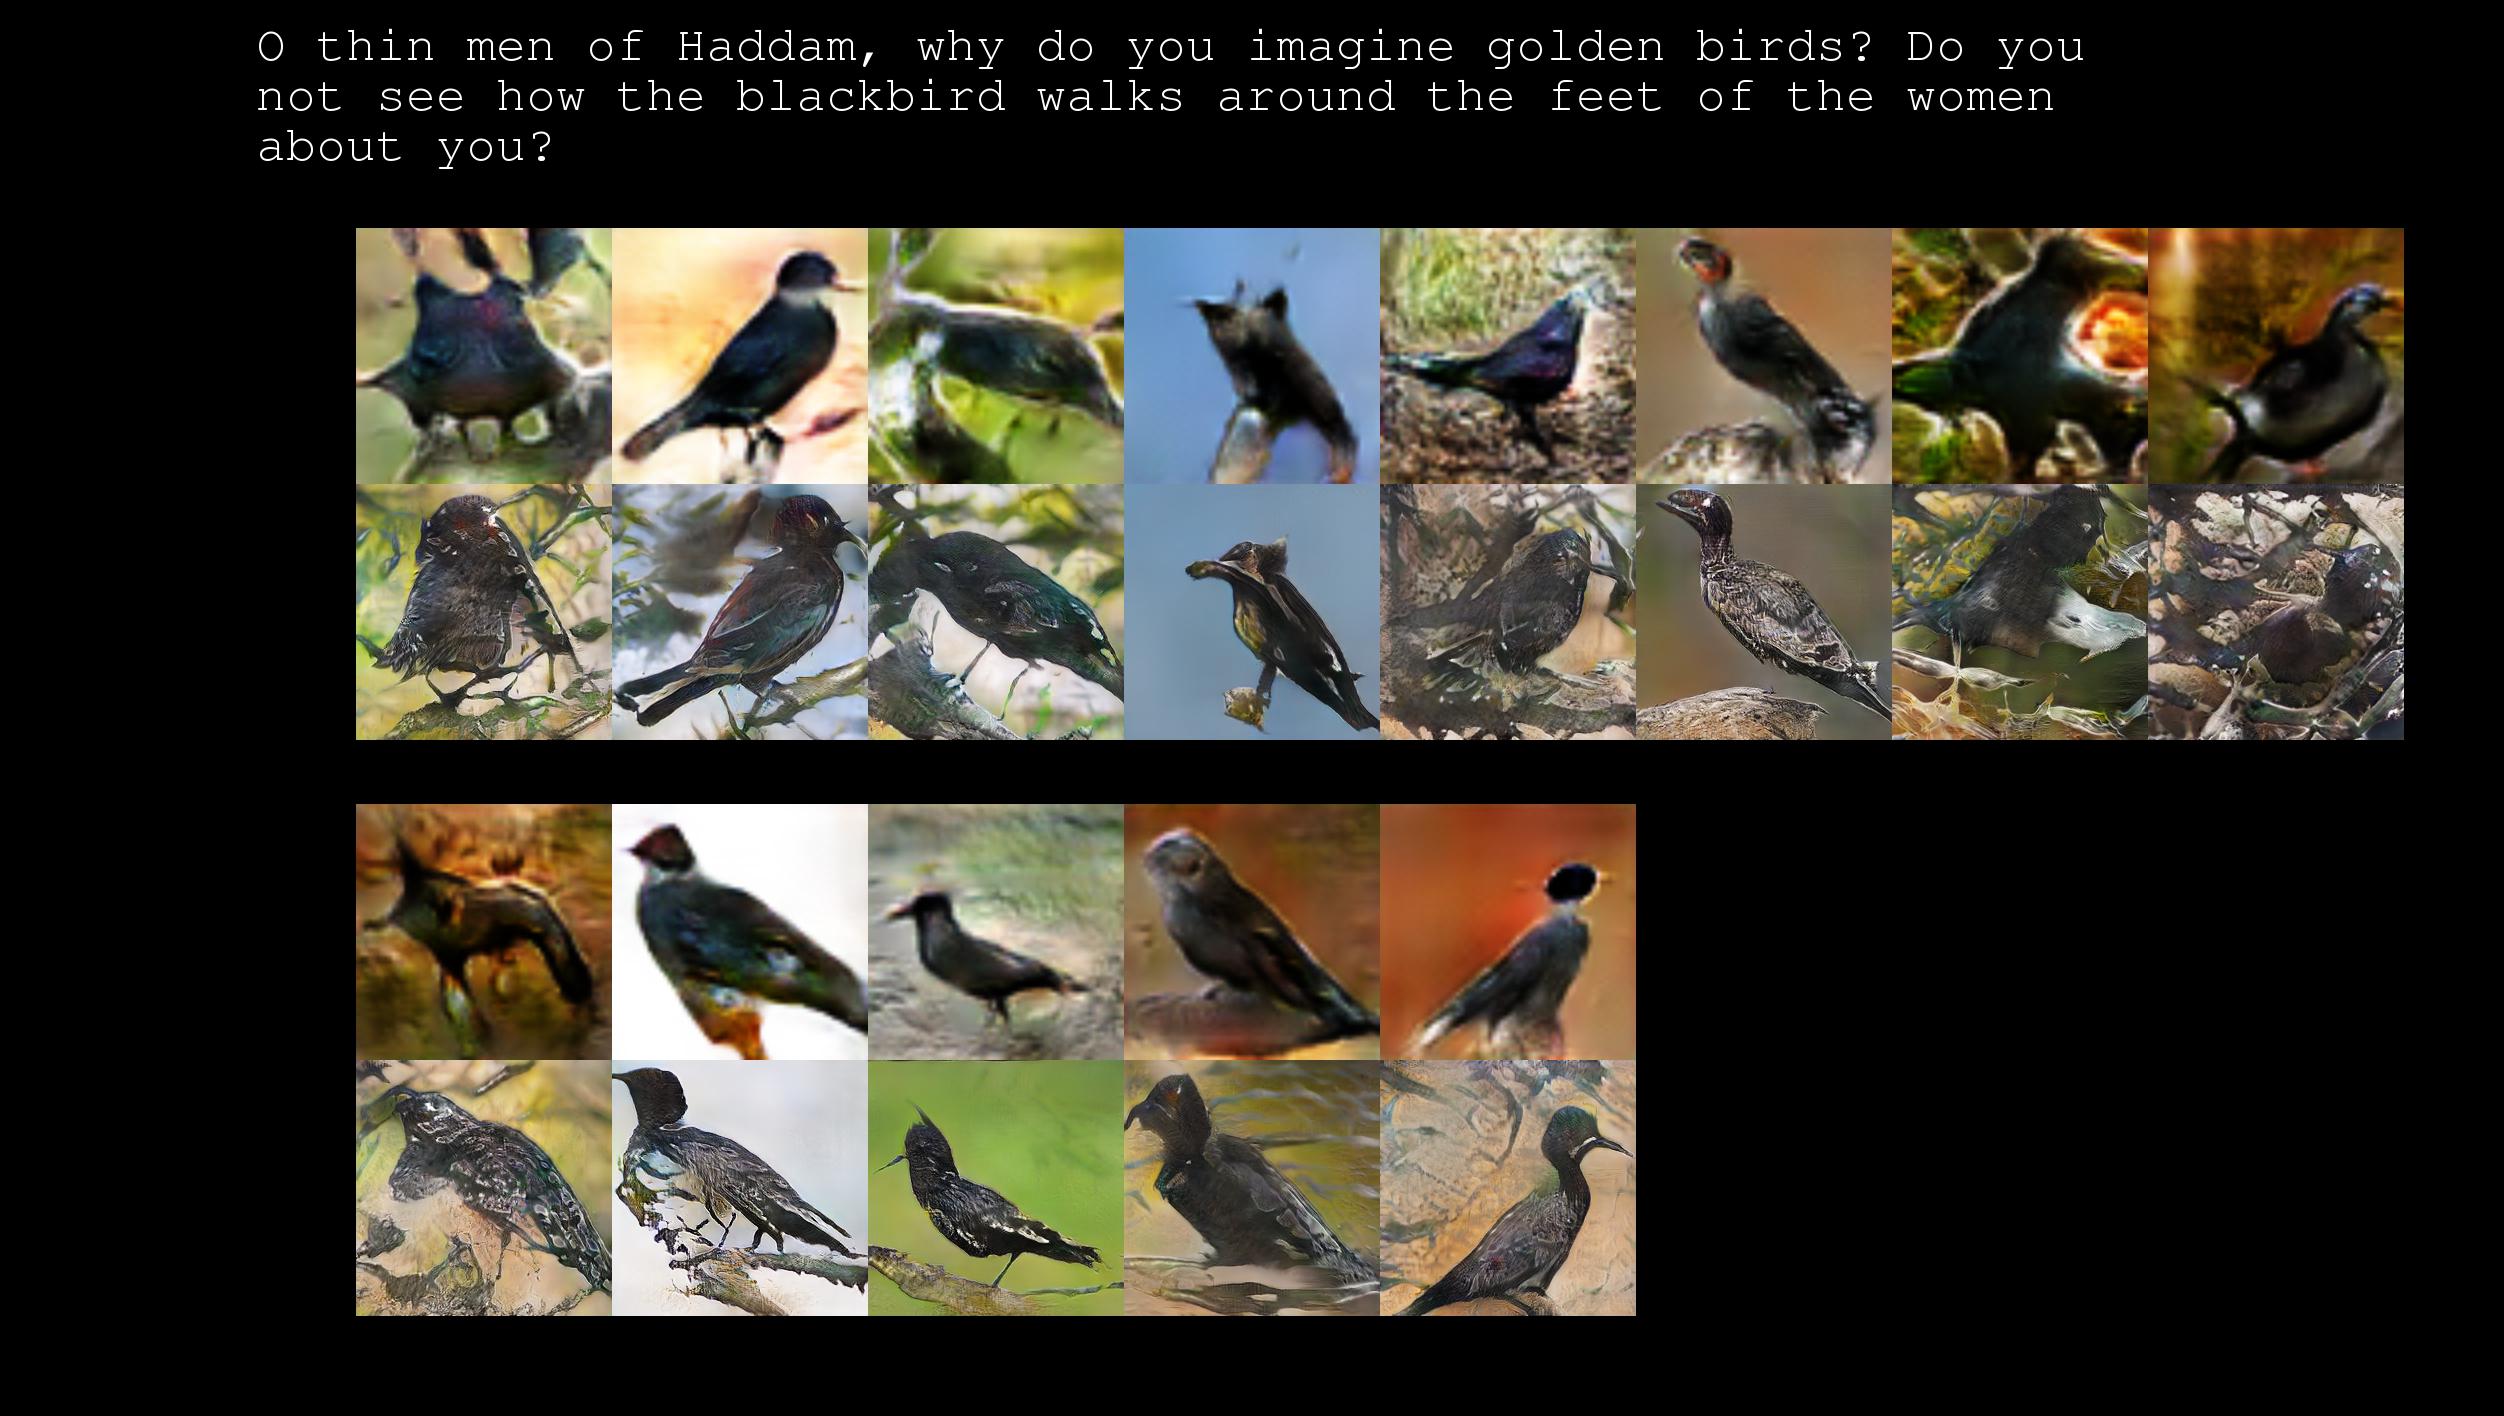 O thin men of Haddam, why do you imagine golden birds? Do you
not see how the blackbird walks around the feet of the women
about you?